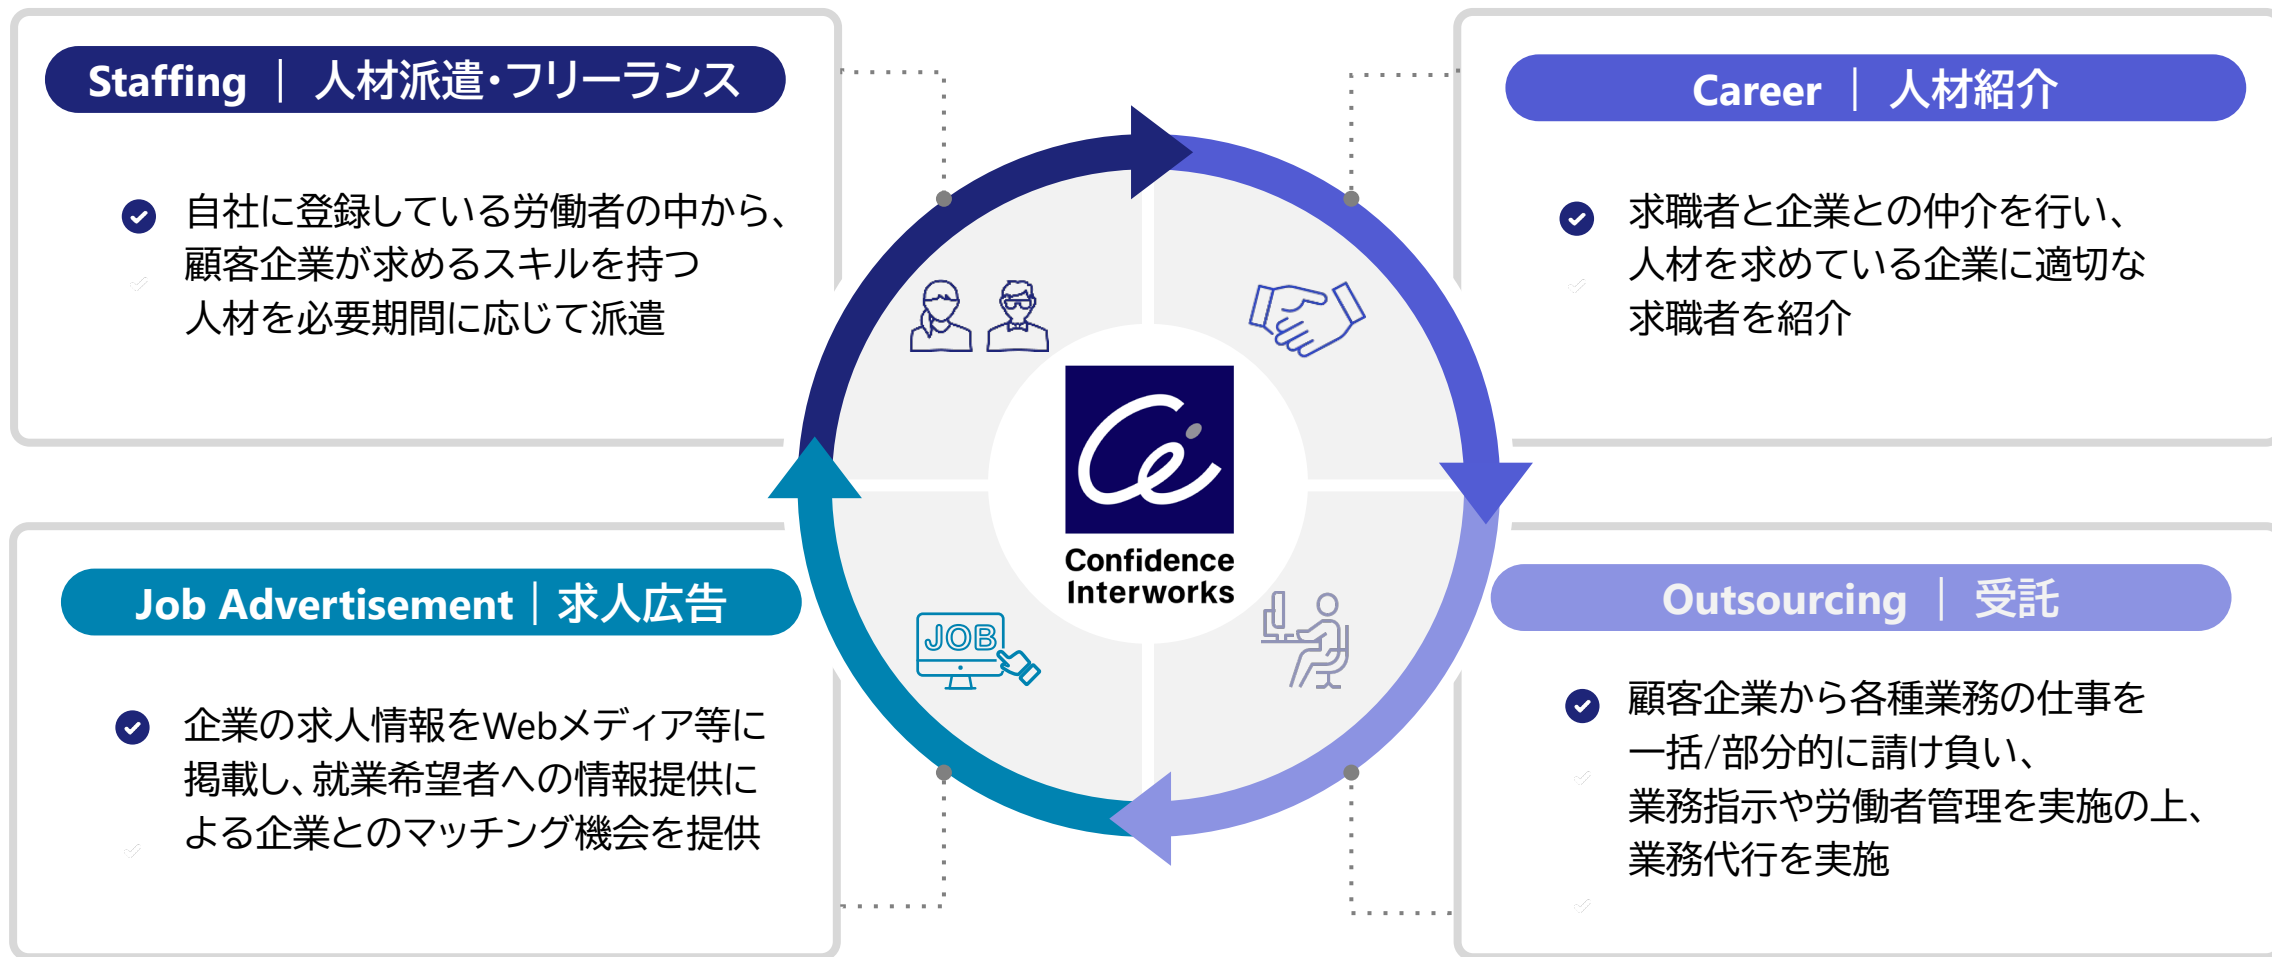 Staffing ｜ 人材派遣・フリーランス
自社に登録している労働者の中から、
顧客企業が求めるスキルを持つ
人材を必要期間に応じて派遣
Career ｜ 人材紹介
求職者と企業との仲介を行い、
人材を求めている企業に適切な
求職者を紹介
Ci
Confidence
Interworks
JOB
Job Advertisement｜求人広告
企業の求人情報をWebメディア等に
掲載し、就業希望者への情報提供に
よる企業とのマッチング機会を提供
Outsourcing ｜ 受託
顧客企業から各種業務の仕事を
一括/部分的に請け負い、
業務指示や労働者管理を実施の上、
業務代行を実施